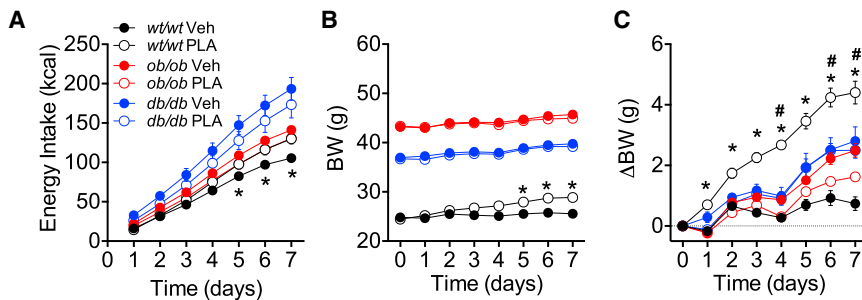 A
wt/wt Veh
wt/wt PLA
ob/ob Veh
ob/ob PLA
db/db Veh
db/db PLA
Energy Intake (kcal)
250
200
150
100
50
0
* * *
0 1 2 3 4 5 6 7
Time (days)
B
BW (g)
60
50
40
30
20
* * *
0 1 2 3 4 5 6 7
Time (days)
C
ΔBW (g)
6
4
2
0
# # #
* * * * * * *
0 1 2 3 4 5 6 7
Time (days)